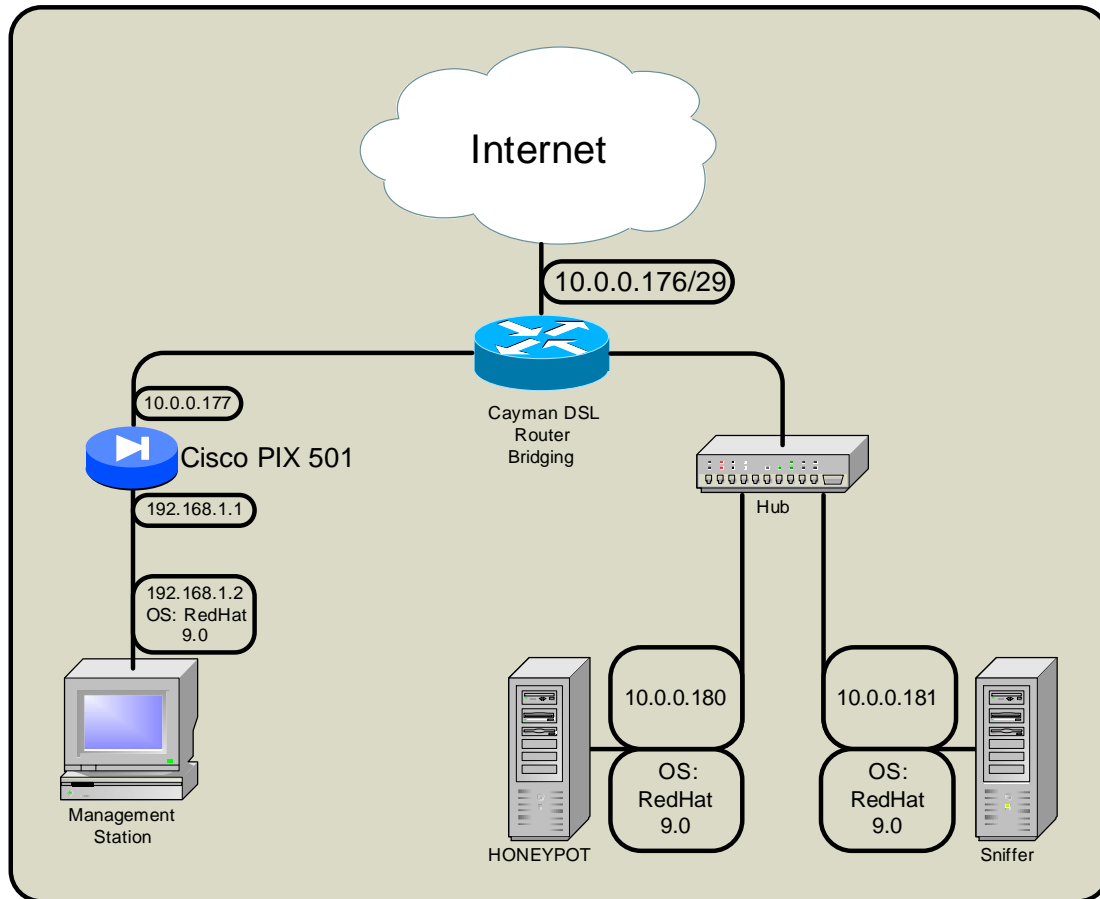 Internet
10.0.0.176/29
Cayman DSL
Router
Bridging
10.0.0.177
Cisco PIX 501
192.168.1.1
192.168.1.2
OS: RedHat
9.0
Management
Station
Hub
10.0.0.180
OS:
RedHat
9.0
HONEYPOT
10.0.0.181
OS:
RedHat
9.0
Sniffer